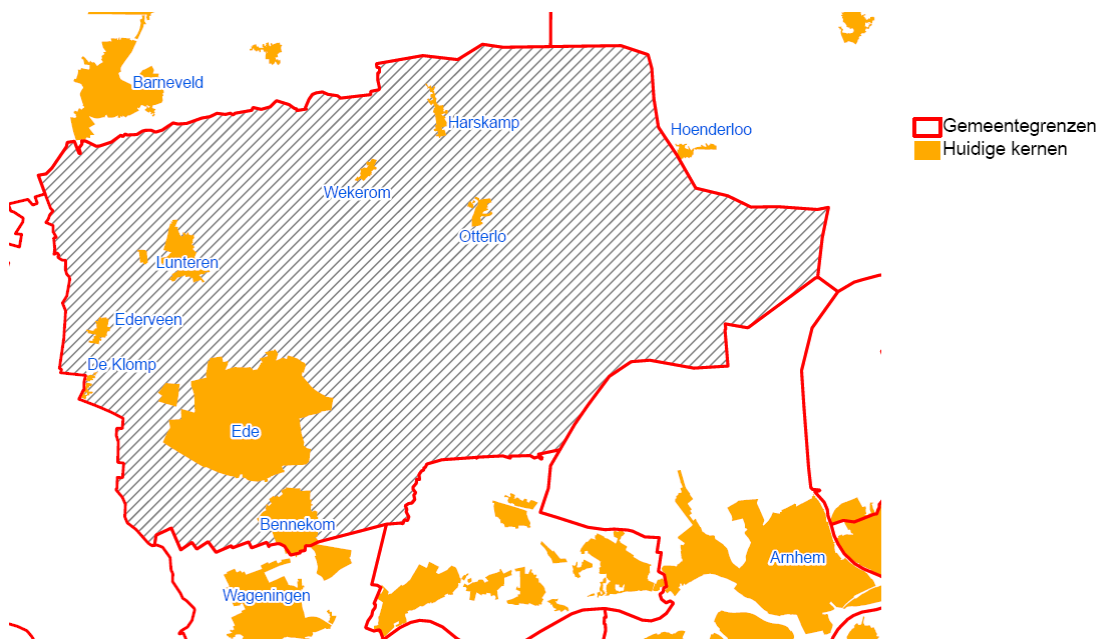 Barneveld
Harskamp
Hoenderloo
Wekerom
Otterlo
Lunteren
Ederveen
De Klomp
Ede
Bennekom
Arnhem
Wageningen
Gemeentegrenzen
Huidige kernen